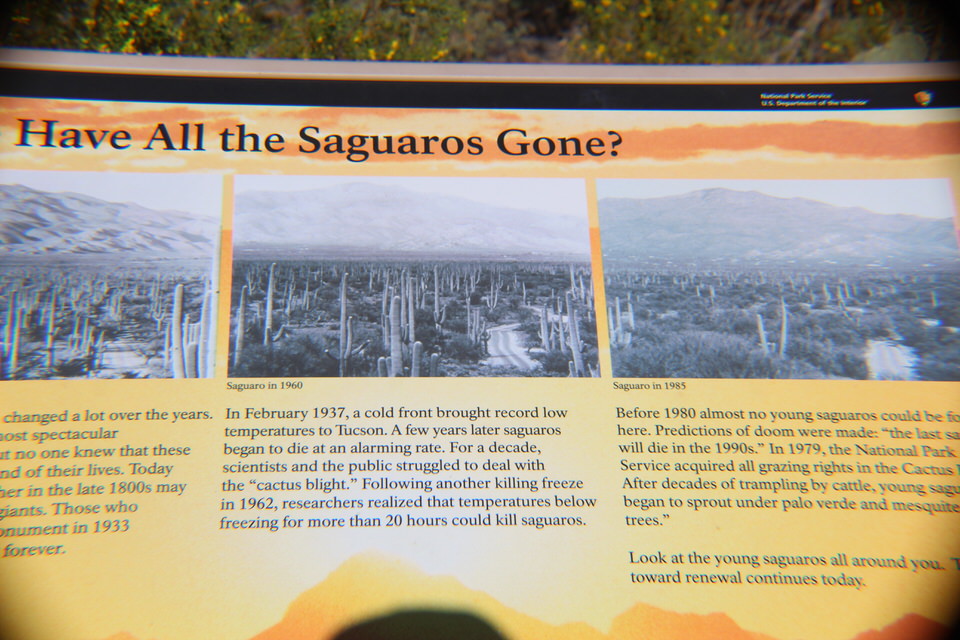 National Park Service
U.S. Department of the Interior
Have All the Saguaros Gone?
Saguaro in 1960
Saguaro in 1985
changed a lot over the years.
most spectacular
but no one knew that these
end of their lives. Today
her in the late 1800s may
giants. Those who
monument in 1933
forever.
In February 1937, a cold front brought record low
temperatures to Tucson. A few years later saguaros
began to die at an alarming rate. For a decade,
scientists and the public struggled to deal with
the “cactus blight.” Following another killing freeze
in 1962, researchers realized that temperatures below
freezing for more than 20 hours could kill saguaros.
Before 1980 almost no young saguaros could be fo
here. Predictions of doom were made: “the last sa
will die in the 1990s.” In 1979, the National Park
Service acquired all grazing rights in the Cactus
After decades of trampling by cattle, young sagu
began to sprout under palo verde and mesquite
trees.”
Look at the young saguaros all around you. T
toward renewal continues today.